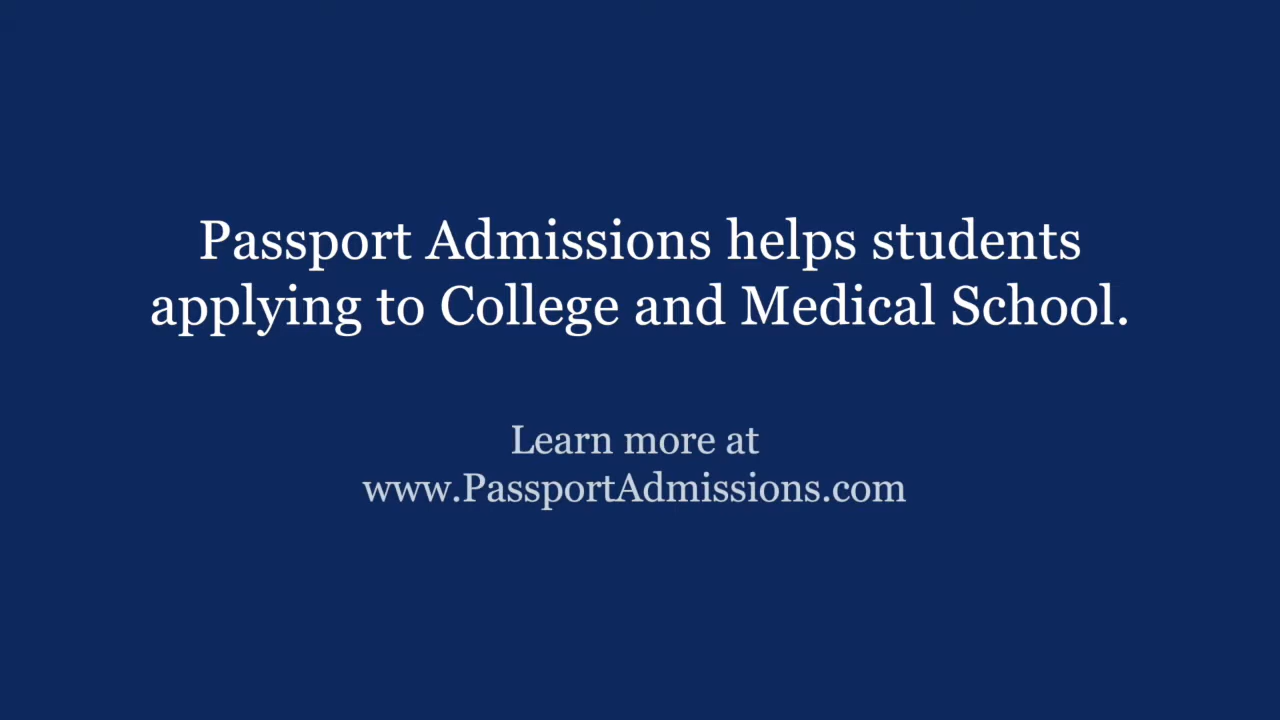 Passport Admissions helps students
applying to College and Medical School.
Learn more at
www.PassportAdmissions.com